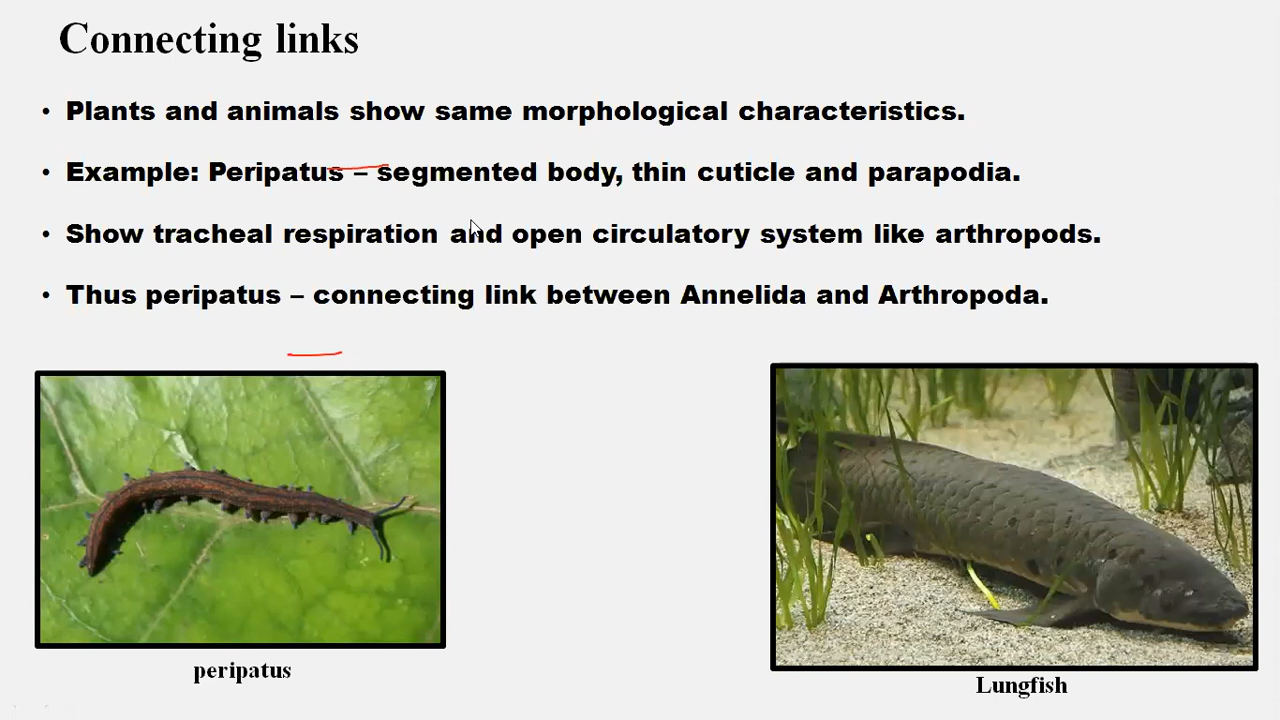 Connecting links
• Plants and animals show same morphological characteristics.
• Example: Peripatus – segmented body, thin cuticle and parapodia.
• Show tracheal respiration and open circulatory system like arthropods.
• Thus peripatus – connecting link between Annelida and Arthropoda.
peripatus
Lungfish